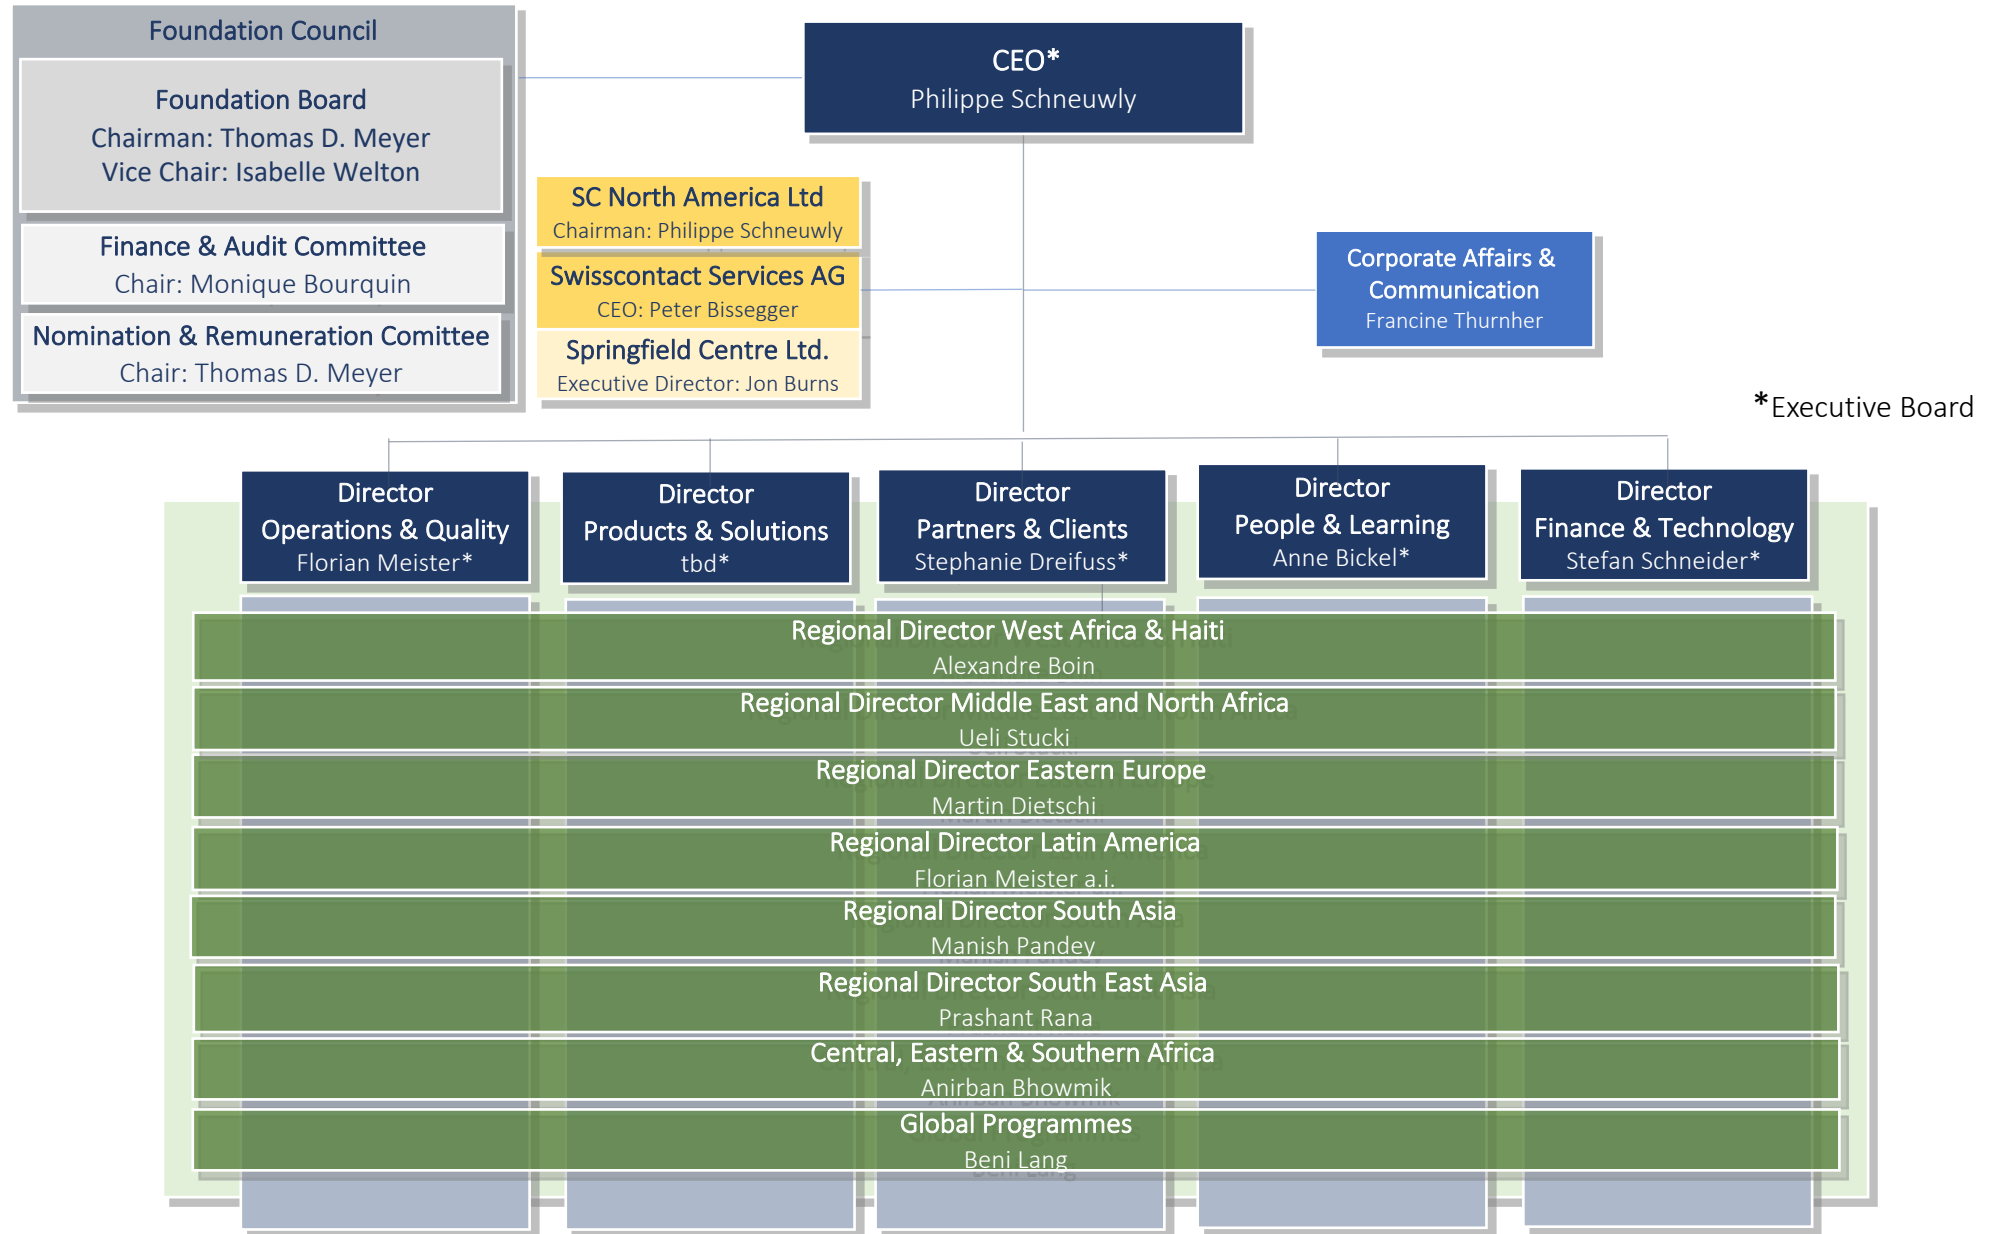 Foundation Council
Foundation Board
Chairman: Thomas D. Meyer
Vice Chair: Isabelle Welton
Finance & Audit Committee
Chair: Monique Bourquin
Nomination & Remuneration Comittee
Chair: Thomas D. Meyer
CEO*
Philippe Schneuwly
SC North America Ltd
Chairman: Philippe Schneuwly
Swisscontact Services AG
CEO: Peter Bissegger
Springfield Centre Ltd.
Executive Director: Jon Burns
Corporate Affairs &
Communication
Francine Thurnher
*Executive Board
Director
Operations & Quality
Florian Meister*
Director
Products & Solutions
tbd*
Director
Partners & Clients
Stephanie Dreifuss*
Director
People & Learning
Anne Bickel*
Director
Finance & Technology
Stefan Schneider*
Regional Director West Africa & Haiti
Alexandre Boin
Regional Director Middle East and North Africa
Ueli Stucki
Regional Director Eastern Europe
Martin Dietschi
Regional Director Latin America
Florian Meister a.i.
Regional Director South Asia
Manish Pandey
Regional Director South East Asia
Prashant Rana
Central, Eastern & Southern Africa
Anirban Bhowmik
Global Programmes
Beni Lang